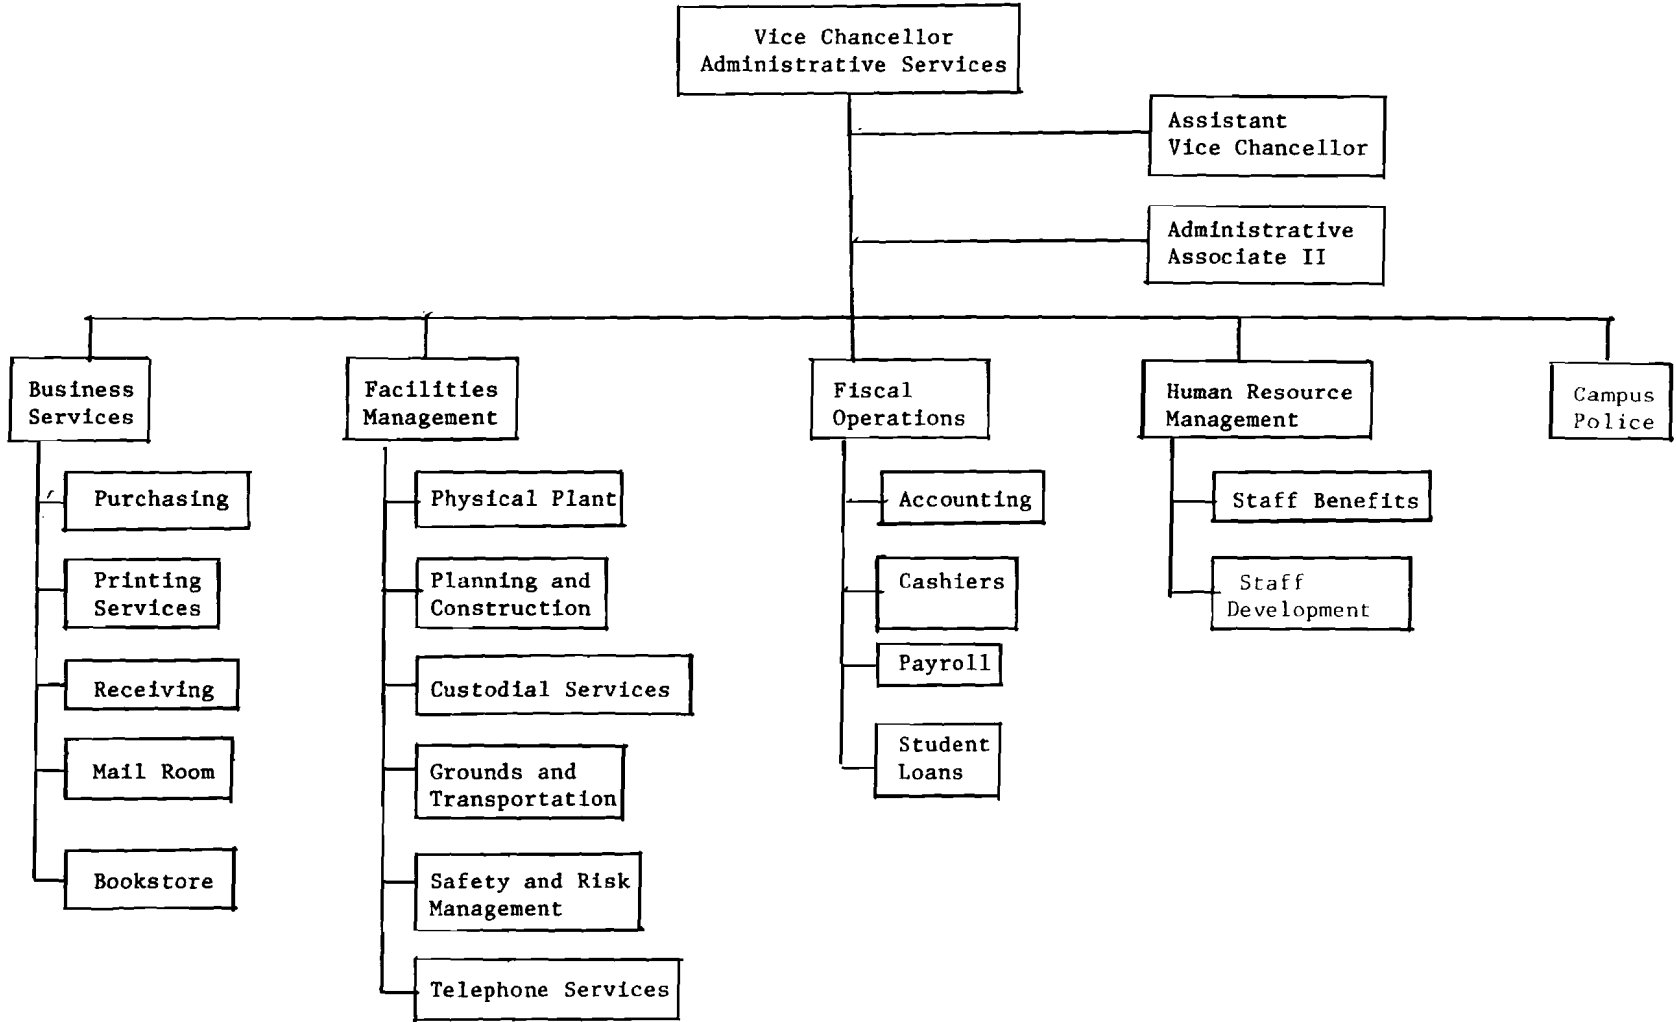 Vice Chancellor
Administrative Services
Assistant
Vice Chancellor
Administrative
Associate II
Business
Services
Facilities
Management
Fiscal
Operations
Human Resource
Management
Campus
Police
Purchasing
Printing
Services
Receiving
Mail Room
Bookstore
Physical Plant
Planning and
Construction
Custodial Services
Grounds and
Transportation
Safety and Risk
Management
Telephone Services
Accounting
Cashiers
Payroll
Student
Loans
Staff Benefits
Staff
Development